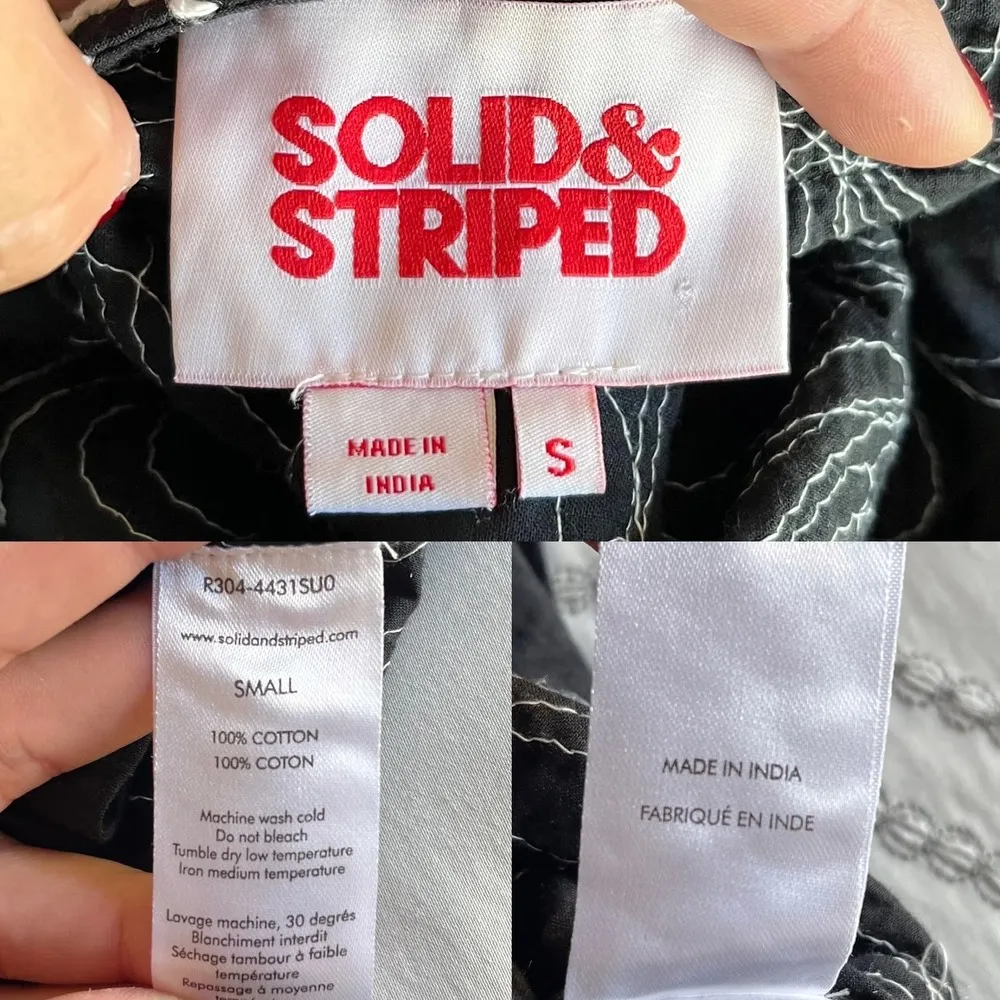 SOLID&
STRIPED
MADE IN
INDIA
S
R304-4431SU0
www.solidandstriped.com
SMALL
100% COTTON
100% COTON
Machine wash cold
Do not bleach
Tumble dry low temperature
Iron medium temperature
Lavage machine, 30 degrés
Blanchiment interdit
Séchage tambour à faible
température
Repassage à moyenne
MADE IN INDIA
FABRIQUÉ EN INDE